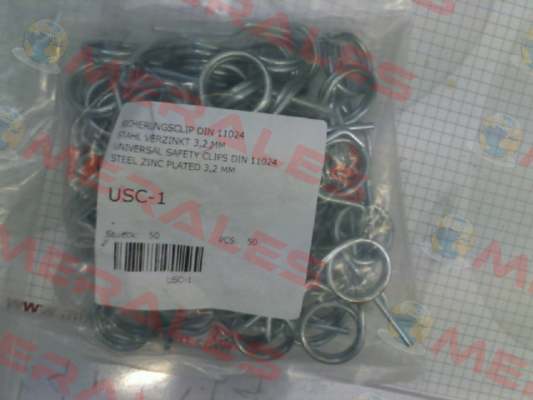 SICHERUNGSCLIP DIN 11024
STAHL VERZINKT 3,2 MM
UNIVERSAL SAFETY CLIPS DIN 11024
STEEL ZINC PLATED 3,2 MM
USC-1
Stueck: 50 PCS. 50
USC-1
MERALES
www.m